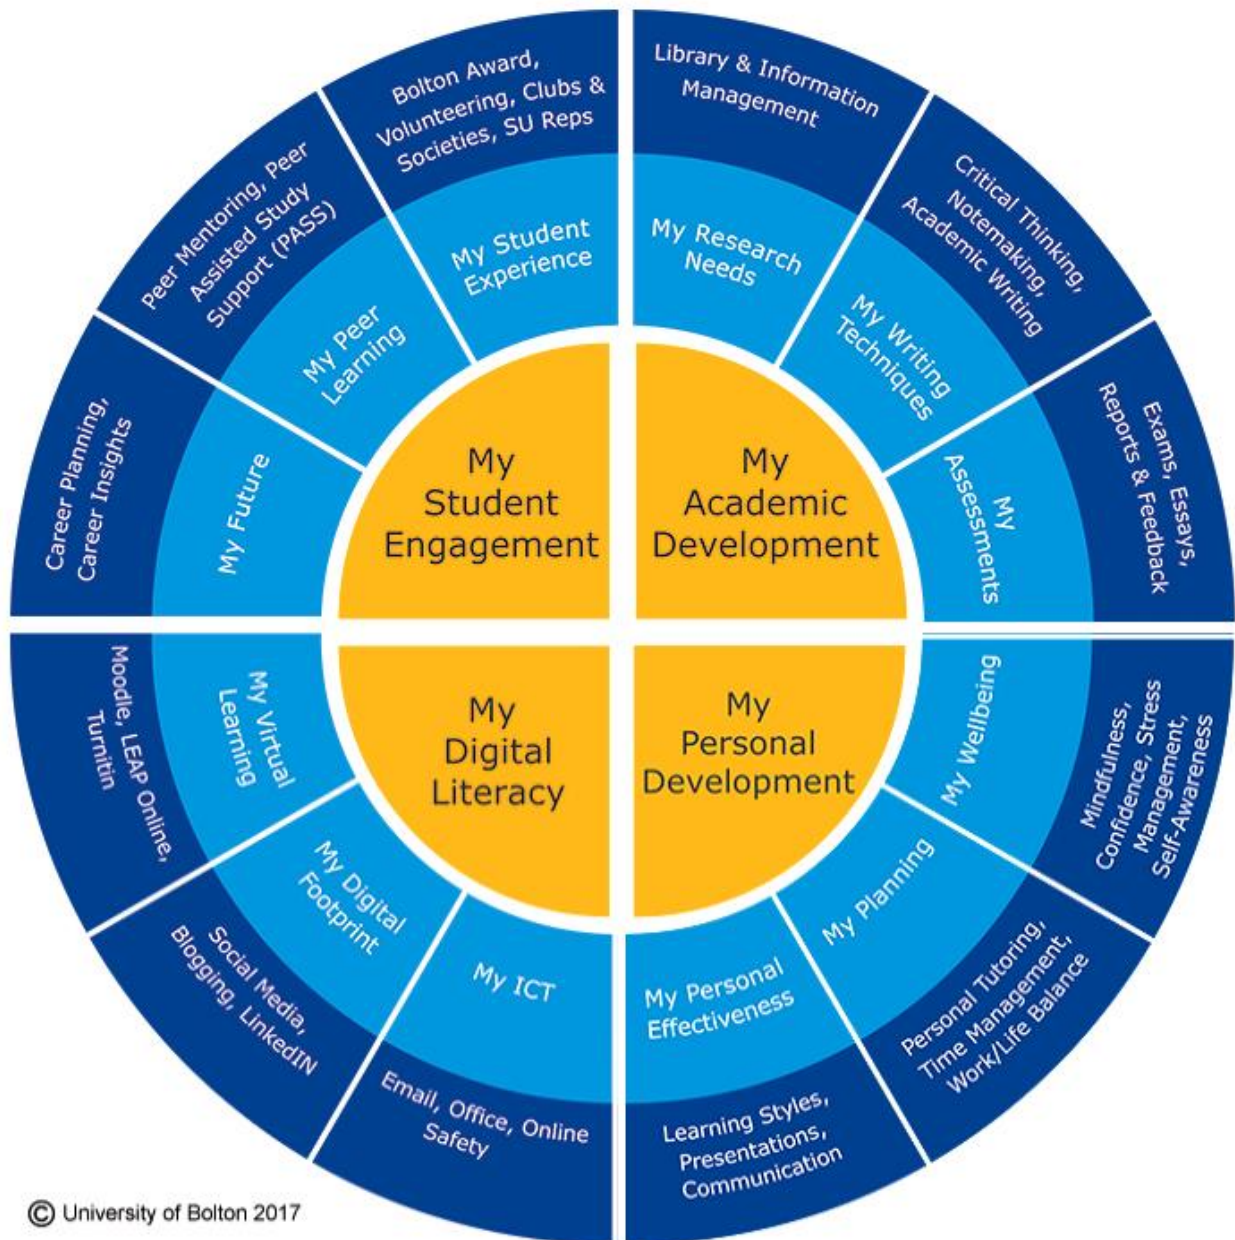 Bolton Award,
Volunteering, Clubs &
Societies, SU Reps
Library & Information
Management
Peer Mentoring, Peer
Assisted Study
Support (PASS)
Critical Thinking,
Notemaking,
Academic Writing
My Student
Experience
My Research
Needs
My Peer
Learning
My Writing
Techniques
Career Planning,
Career Insights
My Future
My
Assessments
Exams, Essays,
Reports & Feedback
My
Student
Engagement
My
Academic
Development
My
Digital
Literacy
My
Personal
Development
Moodle, LEAP Online,
Turnitin
My Virtual
Learning
My Wellbeing
Mindfulness,
Confidence, Stress
Management,
Self-Awareness
My Digital
Footprint
My Planning
Social Media,
Blogging, LinkedIN
My ICT
My Personal
Effectiveness
Personal Tutoring,
Time Management,
Work/Life Balance
Email, Office, Online
Safety
Learning Styles,
Presentations,
Communication
© University of Bolton 2017